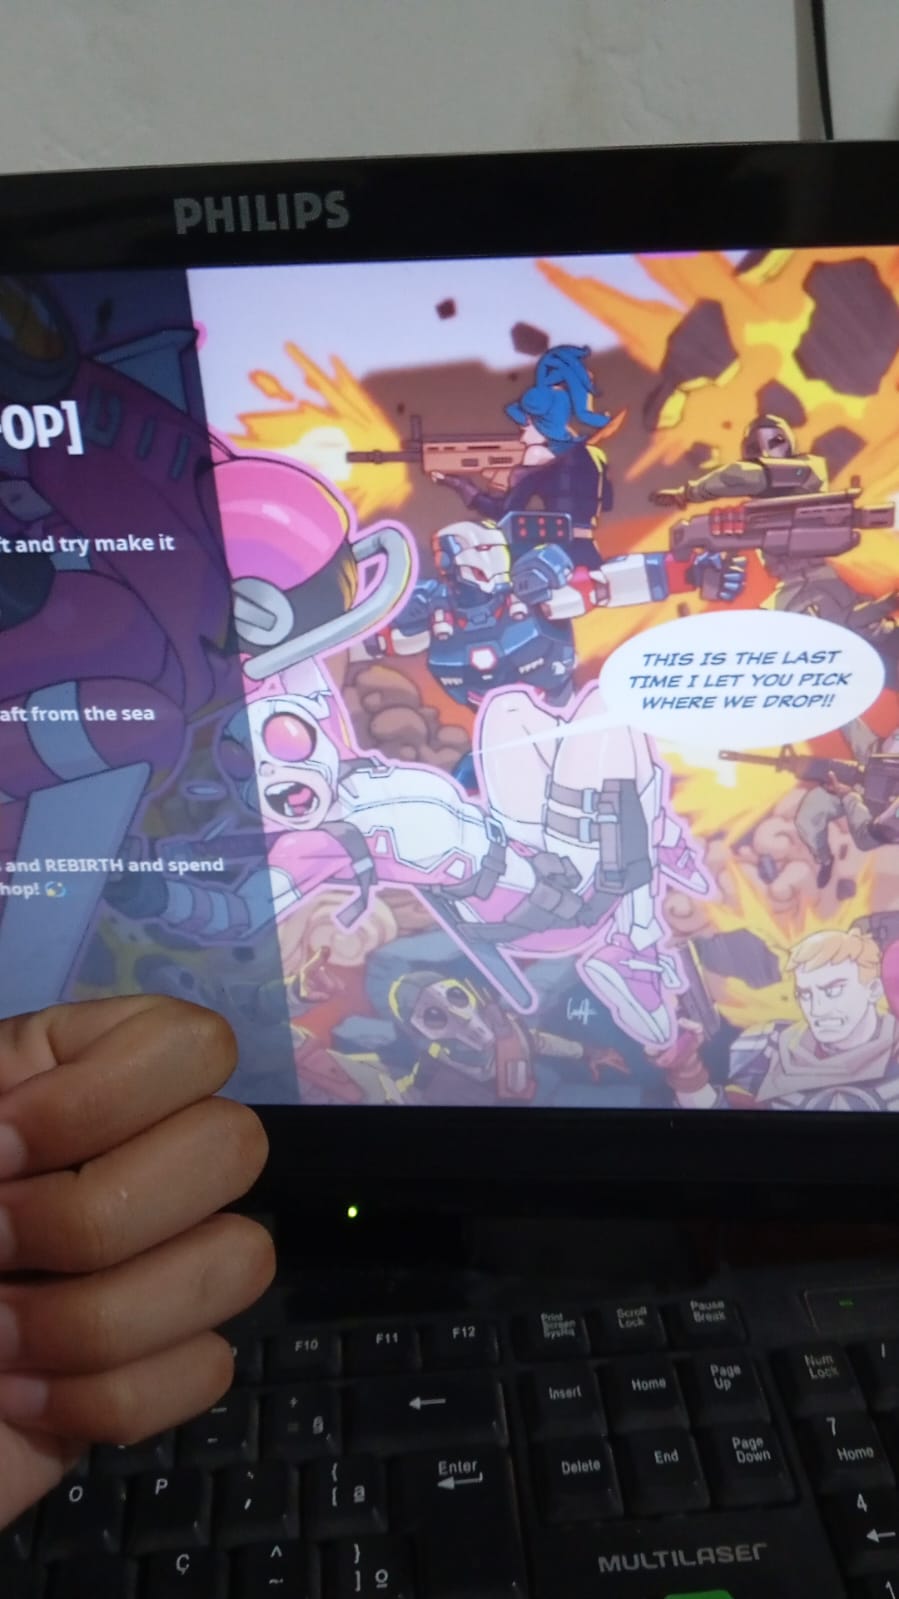 PHILIPS
OP]
ft and try make it
aft from the sea
and REBIRTH and spend
hop!
THIS IS THE LAST
TIME I LET YOU PICK
WHERE WE DROP!!
F10
F11
F12
Print
Screen
SysRq
Scroll
Lock
Pause
Break
Insert
Home
Page
Up
Num
Lock
Delete
End
Page
Down
7
Home
Enter
O
P
{
[ ª
4
Ç
^
~
}
] º
1
MULTILASER